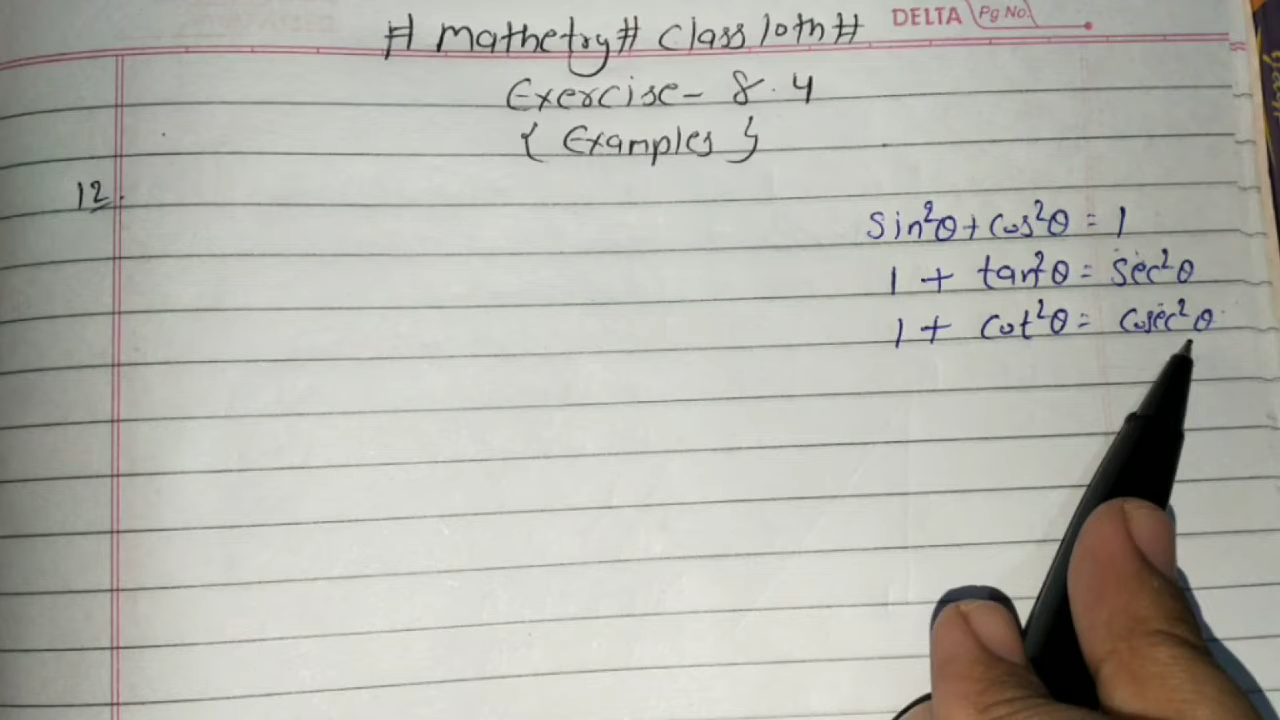 DELTA Pg No.
# mathetry # class 10th #
Exercise - 8.4
{ Examples }
12.
sin²θ + cos²θ = 1
1 + tan²θ = sec²θ
1 + cot²θ = cosec²θ